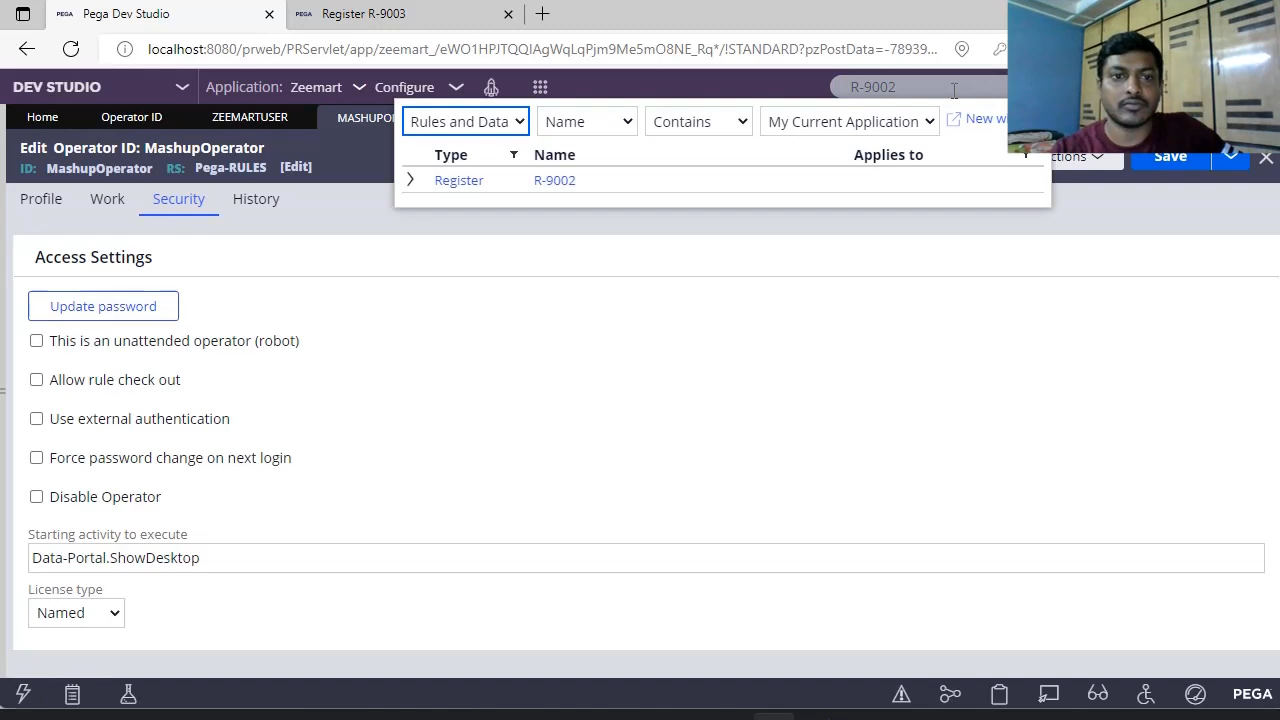 Pega Dev Studio
Register R-9003
localhost:8080/prweb/PRServlet/app/zeemart_/eWO1HPJTQQIAgWqLqPjm9Me5mO8NE_Rq*/!STANDARD?pzPostData=-78939...
DEV STUDIO
Application: Zeemart
Configure
R-9002
Home
Operator ID
ZEEMARTUSER
MASHUPO
Rules and Data
Name
Contains
My Current Application
New wi
Type
Name
Applies to
Register
R-9002
Edit Operator ID: MashupOperator
ID: MashupOperator RS: Pega-RULES [Edit]
ctions
Save
Profile
Work
Security
History
Access Settings
Update password
This is an unattended operator (robot)
Allow rule check out
Use external authentication
Force password change on next login
Disable Operator
Starting activity to execute
Data-Portal.ShowDesktop
License type
Named
PEGA